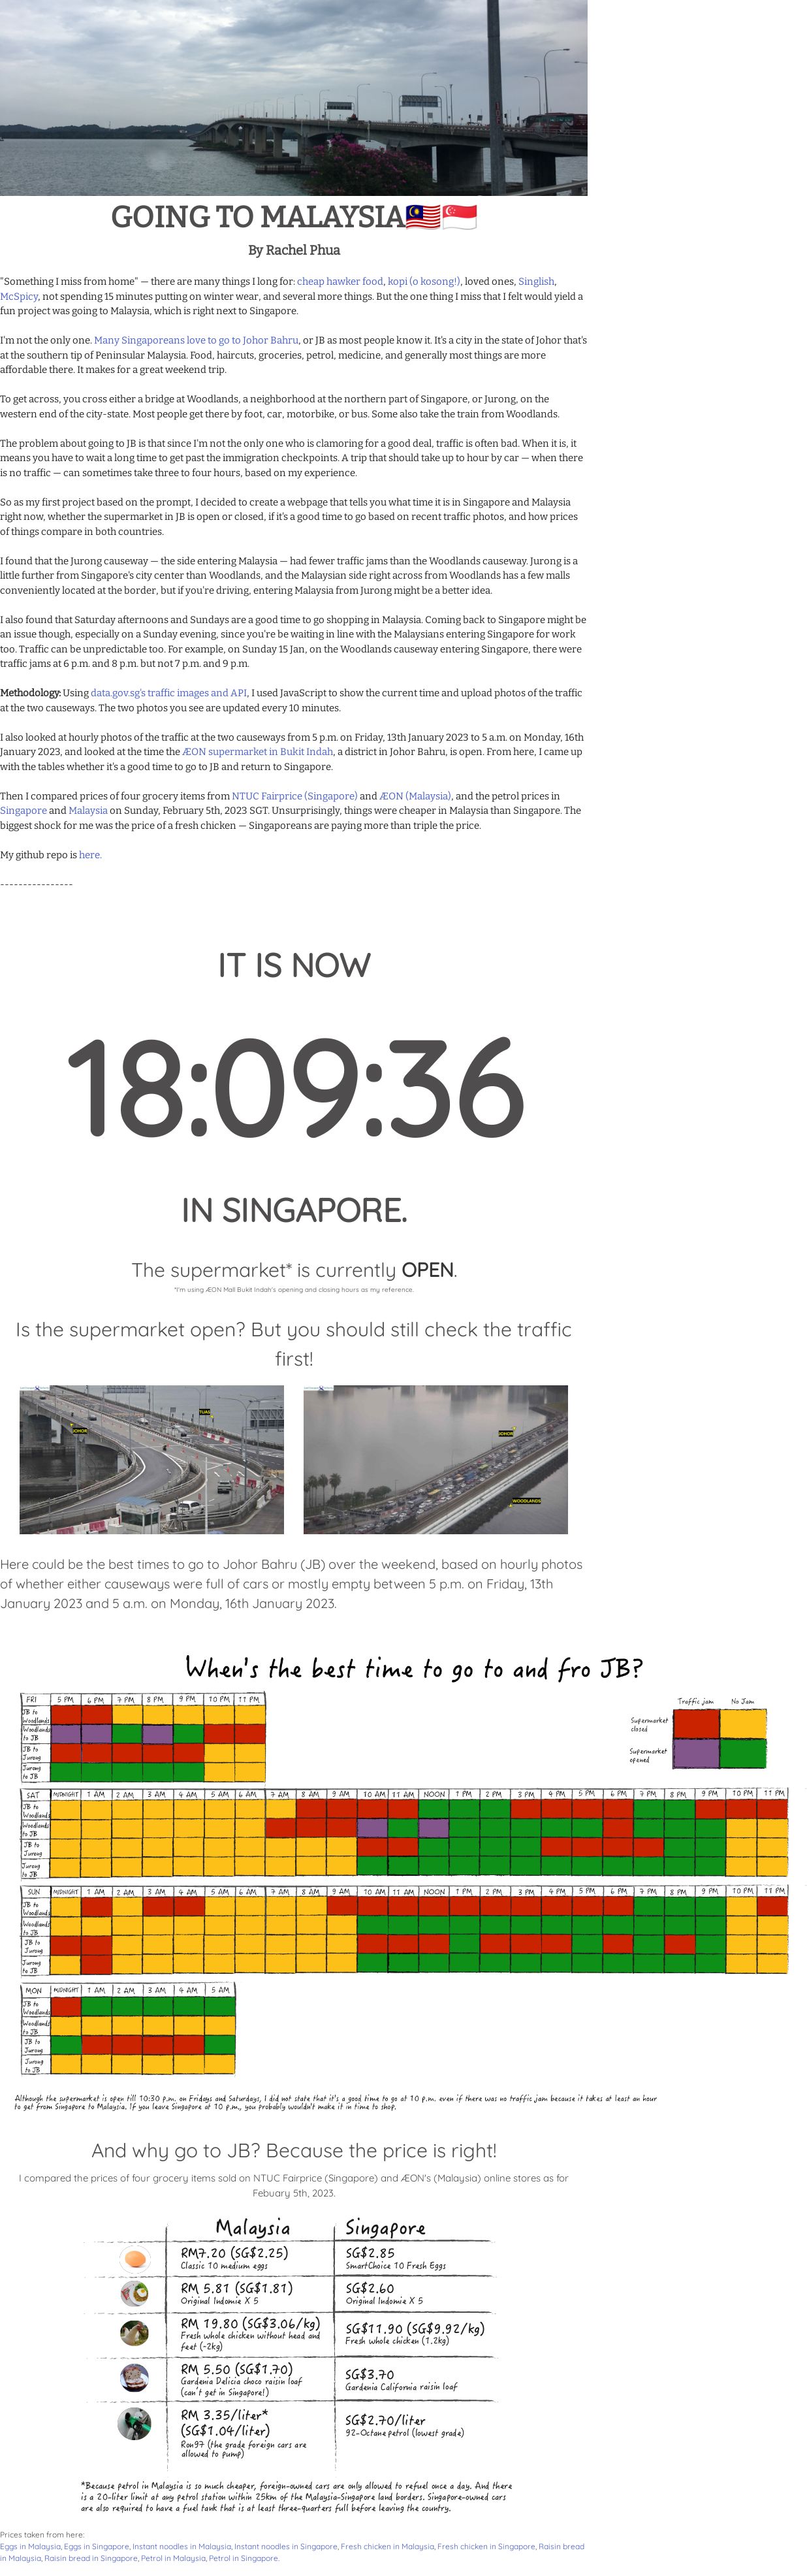 GOING TO MALAYSIA🇲🇾🇸🇬
By Rachel Phua
"Something I miss from home" — there are many things I long for: cheap hawker food, kopi (o kosong!), loved ones, Singlish,
McSpicy, not spending 15 minutes putting on winter wear, and several more things. But the one thing I miss that I felt would yield a
fun project was going to Malaysia, which is right next to Singapore.
I'm not the only one. Many Singaporeans love to go to Johor Bahru, or JB as most people know it. It's a city in the state of Johor that's
at the southern tip of Peninsular Malaysia. Food, haircuts, groceries, petrol, medicine, and generally most things are more
affordable there. It makes for a great weekend trip.
To get across, you cross either a bridge at Woodlands, a neighborhood at the northern part of Singapore, or Jurong, on the
western end of the city-state. Most people get there by foot, car, motorbike, or bus. Some also take the train from Woodlands.
The problem about going to JB is that since I'm not the only one who is clamoring for a good deal, traffic is often bad. When it is, it
means you have to wait a long time to get past the immigration checkpoints. A trip that should take up to hour by car — when there
is no traffic — can sometimes take three to four hours, based on my experience.
So as my first project based on the prompt, I decided to create a webpage that tells you what time it is in Singapore and Malaysia
right now, whether the supermarket in JB is open or closed, if it's a good time to go based on recent traffic photos, and how prices
of things compare in both countries.
I found that the Jurong causeway — the side entering Malaysia — had fewer traffic jams than the Woodlands causeway. Jurong is a
little further from Singapore's city center than Woodlands, and the Malaysian side right across from Woodlands has a few malls
conveniently located at the border, but if you're driving, entering Malaysia from Jurong might be a better idea.
I also found that Saturday afternoons and Sundays are a good time to go shopping in Malaysia. Coming back to Singapore might be
an issue though, especially on a Sunday evening, since you're be waiting in line with the Malaysians entering Singapore for work
too. Traffic can be unpredictable too. For example, on Sunday 15 Jan, on the Woodlands causeway entering Singapore, there were
traffic jams at 6 p.m. and 8 p.m. but not 7 p.m. and 9 p.m.
Methodology: Using data.gov.sg's traffic images and API, I used JavaScript to show the current time and upload photos of the traffic
at the two causeways. The two photos you see are updated every 10 minutes.
I also looked at hourly photos of the traffic at the two causeways from 5 p.m. on Friday, 13th January 2023 to 5 a.m. on Monday, 16th
January 2023, and looked at the time the ÆON supermarket in Bukit Indah, a district in Johor Bahru, is open. From here, I came up
with the tables whether it's a good time to go to JB and return to Singapore.
Then I compared prices of four grocery items from NTUC Fairprice (Singapore) and ÆON (Malaysia), and the petrol prices in
Singapore and Malaysia on Sunday, February 5th, 2023 SGT. Unsurprisingly, things were cheaper in Malaysia than Singapore. The
biggest shock for me was the price of a fresh chicken — Singaporeans are paying more than triple the price.
My github repo is here.
----------------
IT IS NOW
18:09:36
IN SINGAPORE.
The supermarket* is currently OPEN.
*I'm using ÆON Mall Bukit Indah's opening and closing hours as my reference.
Is the supermarket open? But you should still check the traffic
first!
TUAS
JOHOR
JOHOR
WOODLANDS
Here could be the best times to go to Johor Bahru (JB) over the weekend, based on hourly photos
of whether either causeways were full of cars or mostly empty between 5 p.m. on Friday, 13th
January 2023 and 5 a.m. on Monday, 16th January 2023.
When's the best time to go to and fro JB?
Traffic jam No Jam
Supermarket
closed
Supermarket
opened
FRI 5 PM 6 PM 7 PM 8 PM 9 PM 10 PM 11 PM
JB to
Woodlands
Woodlands
to JB
JB to
Jurong
Jurong
to JB
SAT MIDNIGHT 1 AM 2 AM 3 AM 4 AM 5 AM 6 AM 7 AM 8 AM 9 AM 10 AM 11 AM NOON 1 PM 2 PM 3 PM 4 PM 5 PM 6 PM 7 PM 8 PM 9 PM 10 PM 11 PM
JB to
Woodlands
Woodlands
to JB
JB to
Jurong
Jurong
to JB
SUN MIDNIGHT 1 AM 2 AM 3 AM 4 AM 5 AM 6 AM 7 AM 8 AM 9 AM 10 AM 11 AM NOON 1 PM 2 PM 3 PM 4 PM 5 PM 6 PM 7 PM 8 PM 9 PM 10 PM 11 PM
JB to
Woodlands
Woodlands
to JB
JB to
Jurong
Jurong
to JB
MON MIDNIGHT 1 AM 2 AM 3 AM 4 AM 5 AM
JB to
Woodlands
Woodlands
to JB
JB to
Jurong
Jurong
to JB
Although the supermarket is open till 10:30 p.m. on Fridays and Saturdays, I did not state that it's a good time to go at 10 p.m. even if there was no traffic jam because it takes at least an hour
to get from Singapore to Malaysia. If you leave Singapore at 10 p.m., you probably wouldn't make it in time to shop.
And why go to JB? Because the price is right!
I compared the prices of four grocery items sold on NTUC Fairprice (Singapore) and ÆON's (Malaysia) online stores as for
Febuary 5th, 2023.
Malaysia Singapore
RM7.20 (SG$2.25) SG$2.85
Classic 10 medium eggs SmartChoice 10 Fresh Eggs
RM 5.81 (SG$1.81) SG$2.60
Original Indomie X 5 Original Indomie X 5
RM 19.80 (SG$3.06/kg) SG$11.90 (SG$9.92/kg)
Fresh whole chicken without head and Fresh whole chicken (1.2kg)
feet (~2kg)
RM 5.50 (SG$1.70) SG$3.70
Gardenia Delicia choco raisin loaf Gardenia California raisin loaf
(can't get in Singapore!)
RM 3.35/liter* SG$2.70/liter
(SG$1.04/liter) 92-Octane petrol (lowest grade)
Ron97 (the grade foreign cars are
allowed to pump)
*Because petrol in Malaysia is so much cheaper, foreign-owned cars are only allowed to refuel once a day. And there
is a 20-liter limit at any petrol station within 25km of the Malaysia-Singapore land borders. Singapore-owned cars
are also required to have a fuel tank that is at least three-quarters full before leaving the country.
Prices taken from here:
Eggs in Malaysia, Eggs in Singapore, Instant noodles in Malaysia, Instant noodles in Singapore, Fresh chicken in Malaysia, Fresh chicken in Singapore, Raisin bread
in Malaysia, Raisin bread in Singapore, Petrol in Malaysia, Petrol in Singapore.